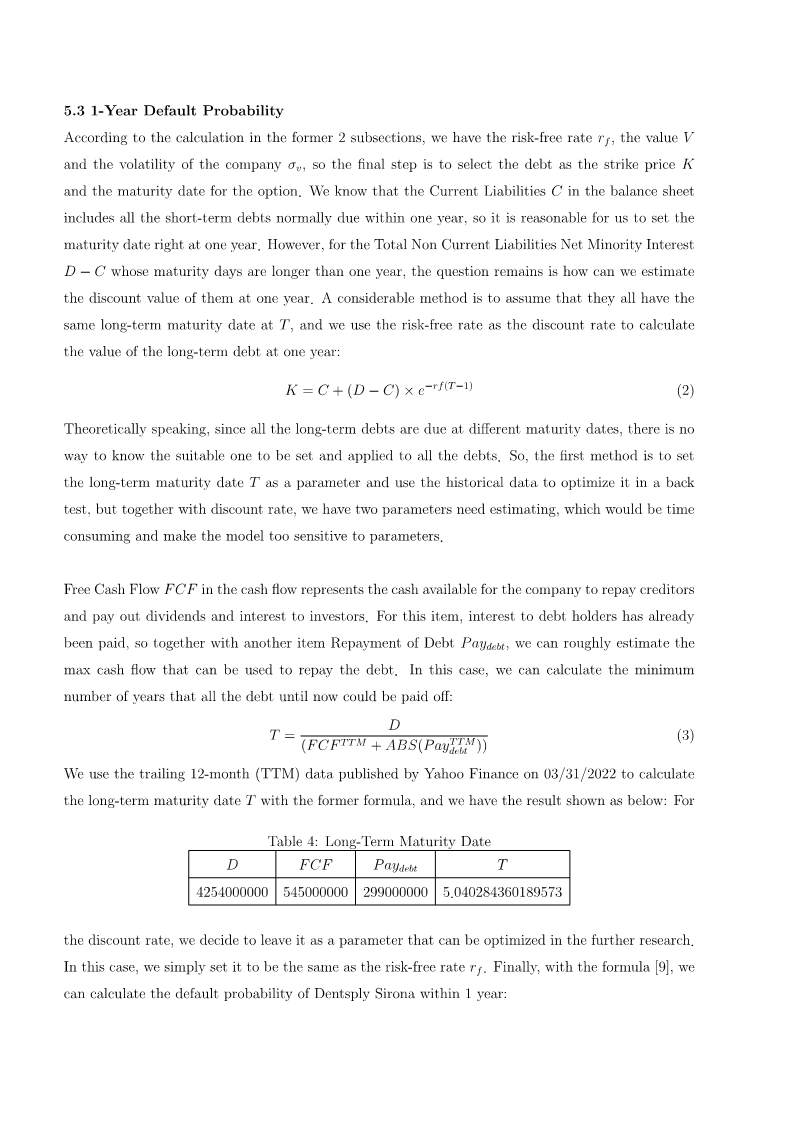 5.3 1-Year Default Probability
According to the calculation in the former 2 subsections, we have the risk-free rate r_f, the value V
and the volatility of the company σ_v, so the final step is to select the debt as the strike price K
and the maturity date for the option. We know that the Current Liabilities C in the balance sheet
includes all the short-term debts normally due within one year, so it is reasonable for us to set the
maturity date right at one year. However, for the Total Non Current Liabilities Net Minority Interest
D − C whose maturity days are longer than one year, the question remains is how can we estimate
the discount value of them at one year. A considerable method is to assume that they all have the
same long-term maturity date at T, and we use the risk-free rate as the discount rate to calculate
the value of the long-term debt at one year:
K = C + (D − C) × e^{−rf(T−1)} (2)
Theoretically speaking, since all the long-term debts are due at different maturity dates, there is no
way to know the suitable one to be set and applied to all the debts. So, the first method is to set
the long-term maturity date T as a parameter and use the historical data to optimize it in a back
test, but together with discount rate, we have two parameters need estimating, which would be time
consuming and make the model too sensitive to parameters.
Free Cash Flow FCF in the cash flow represents the cash available for the company to repay creditors
and pay out dividends and interest to investors. For this item, interest to debt holders has already
been paid, so together with another item Repayment of Debt Pay_{debt}, we can roughly estimate the
max cash flow that can be used to repay the debt. In this case, we can calculate the minimum
number of years that all the debt until now could be paid off:
T = D / (FCF^{TTM} + ABS(Pay_{debt}^{TTM})) (3)
We use the trailing 12-month (TTM) data published by Yahoo Finance on 03/31/2022 to calculate
the long-term maturity date T with the former formula, and we have the result shown as below: For
Table 4: Long-Term Maturity Date
D FCF Pay_{debt} T
4254000000 545000000 299000000 5.040284360189573
the discount rate, we decide to leave it as a parameter that can be optimized in the further research.
In this case, we simply set it to be the same as the risk-free rate r_f. Finally, with the formula [9], we
can calculate the default probability of Dentsply Sirona within 1 year: